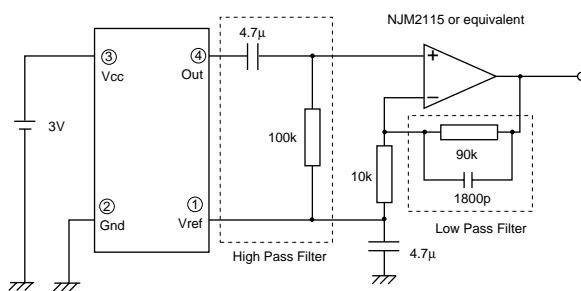 NJM2115 or equivalent
4.7μ
③
Vcc
④
Out
+
−
3V
100k
90k
10k
1800p
②
Gnd
①
Vref
Low Pass Filter
4.7μ
High Pass Filter